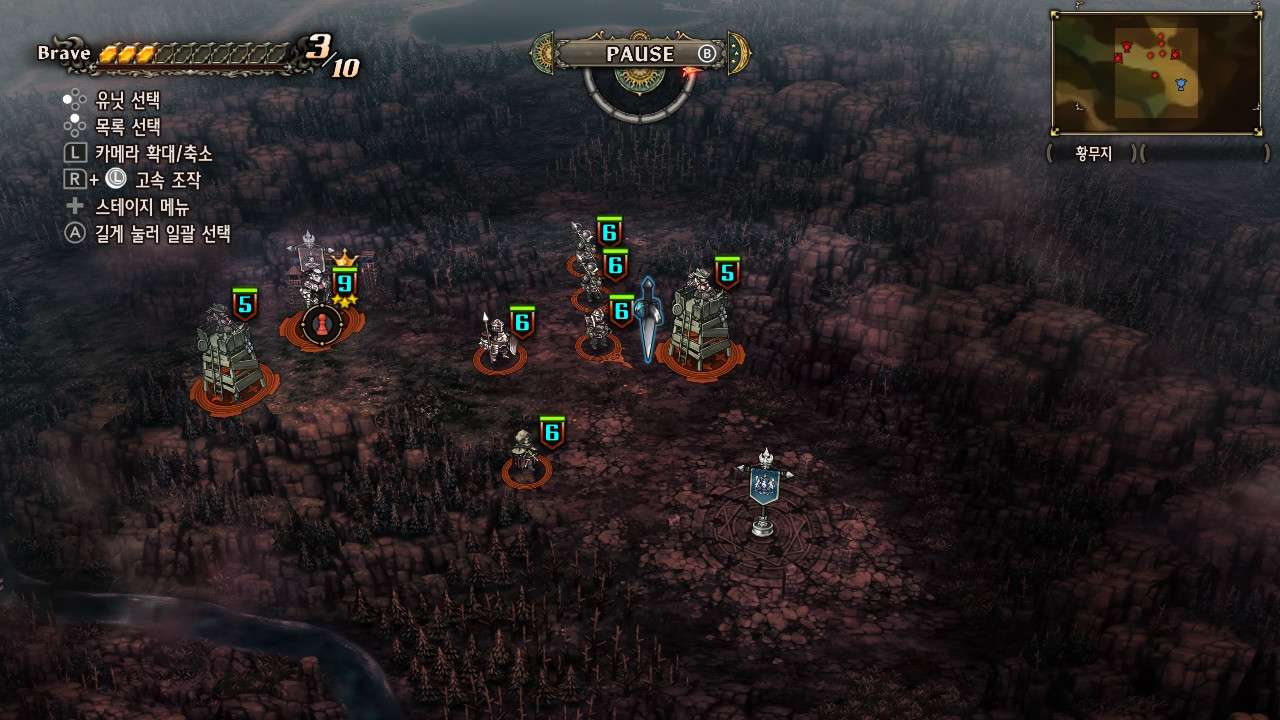 Brave 3/10
PAUSE B
유닛 선택
목록 선택
L 카메라 확대/축소
R + L 고속 조작
스테이지 메뉴
A 길게 눌러 일괄 선택
황무지
6
6
5
9
5
6
6
6